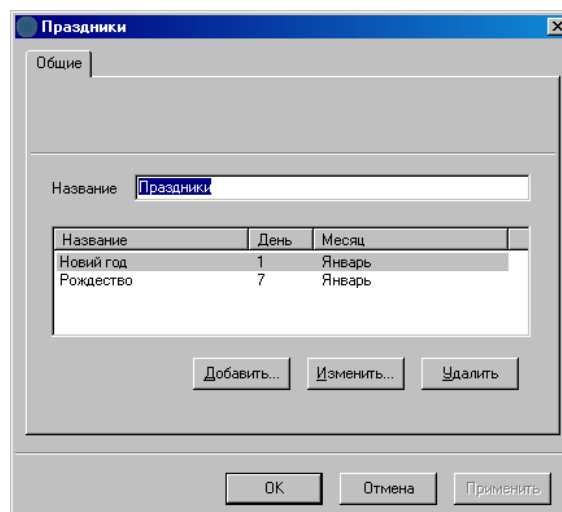 Праздники
Общие
Название Праздники
Название День Месяц
Новий год 1 Январь
Рождество 7 Январь
Добавить... Изменить... Удалить
OK Отмена Применить